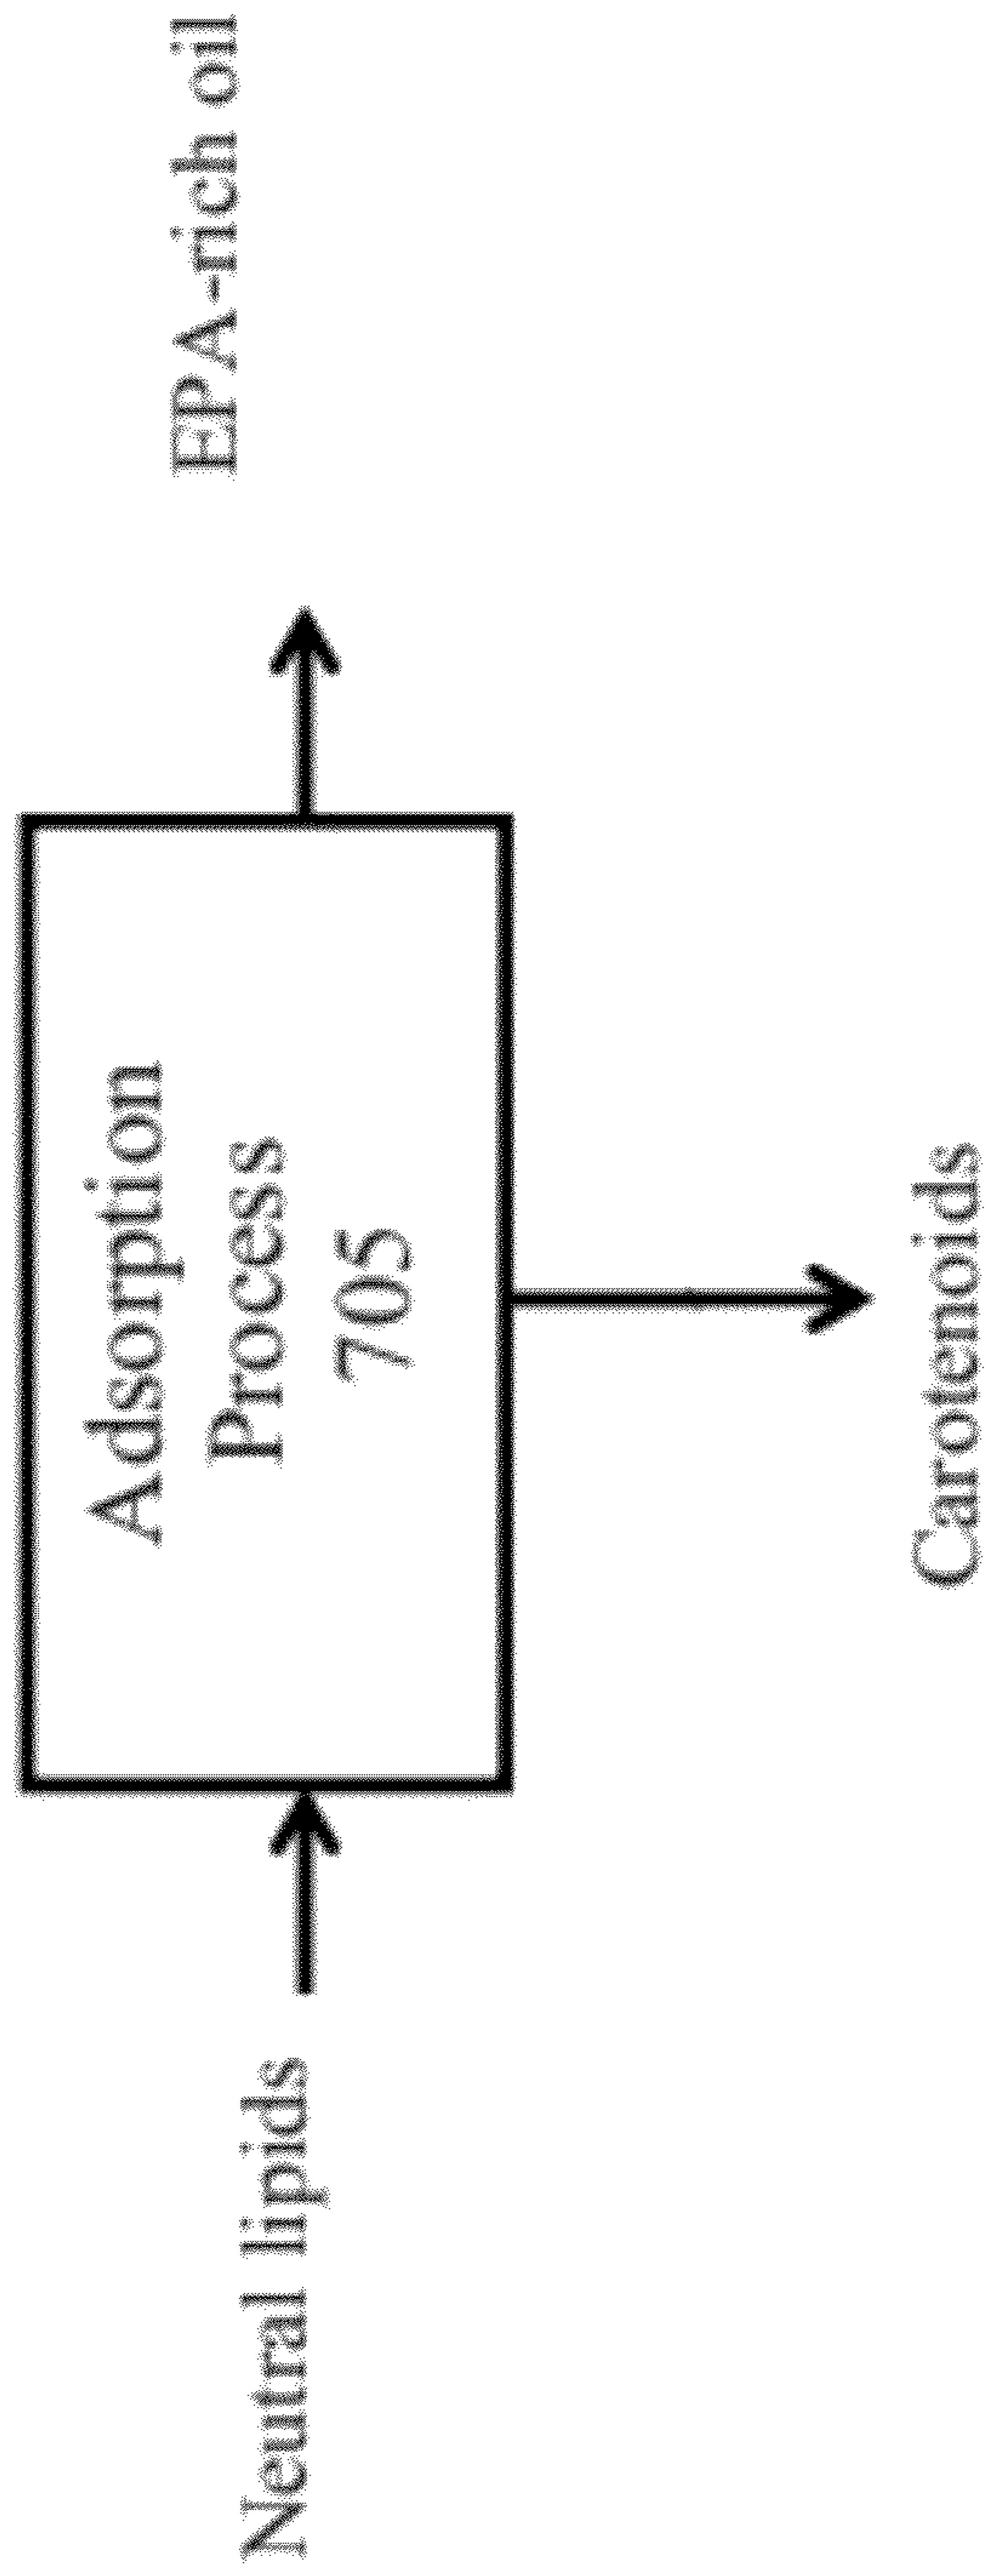 Neutral lipids
Adsorption
Process
705
EPA-rich oil
Carotenoids